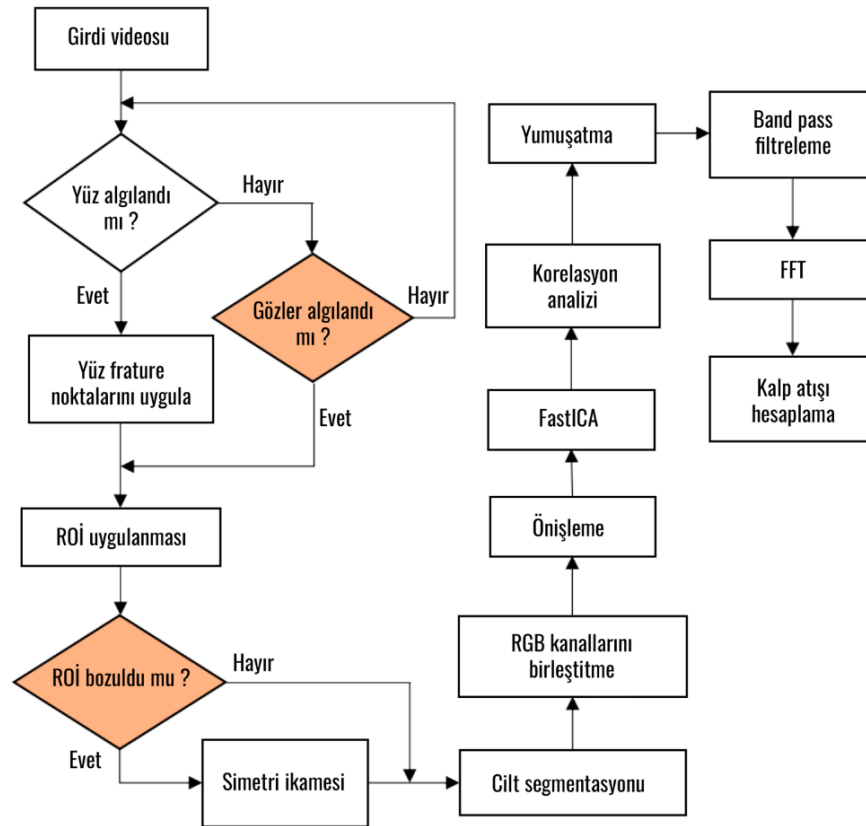 Girdi videosu
Yüz algılandı
mı ?
Hayır
Evet
Gözler algılandı
mı ?
Hayır
Evet
Yüz frature
noktalarını uygula
ROİ uygulanması
ROİ bozuldu mu ?
Hayır
Evet
Simetri ikamesi
Cilt segmentasyonu
RGB kanallarını
birleştitme
Önişleme
FastICA
Korelasyon
analizi
Yumuşatma
Band pass
filtreleme
FFT
Kalp atışı
hesaplama